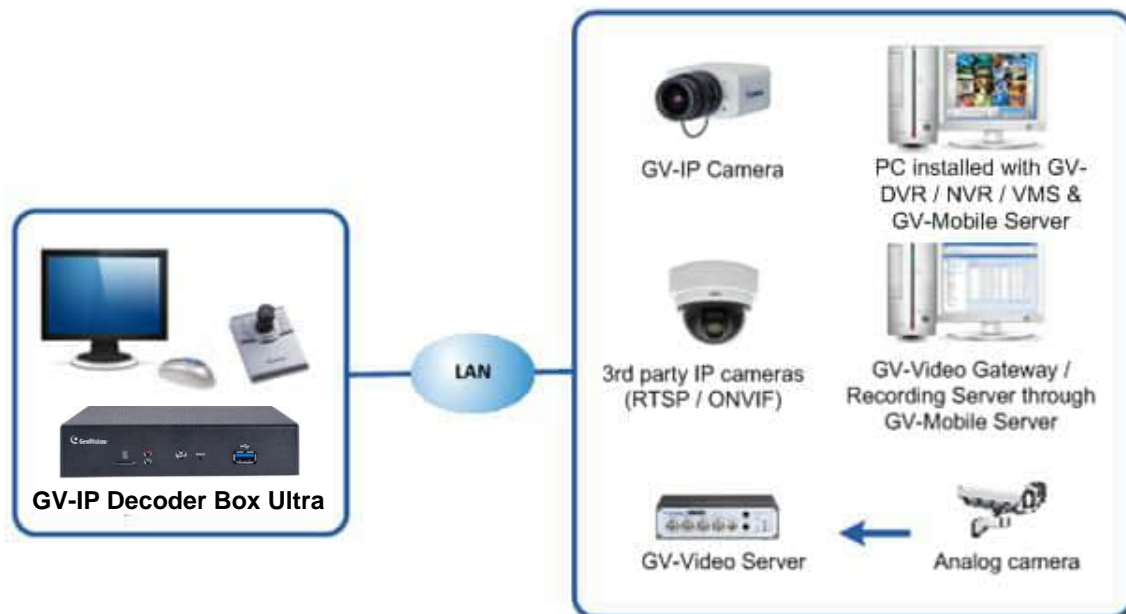 GV-IP Camera
PC installed with GV-
DVR / NVR / VMS &
GV-Mobile Server
LAN
3rd party IP cameras
(RTSP / ONVIF)
GV-Video Gateway /
Recording Server through
GV-Mobile Server
GeoVision
GV-IP Decoder Box Ultra
GV-Video Server
Analog camera